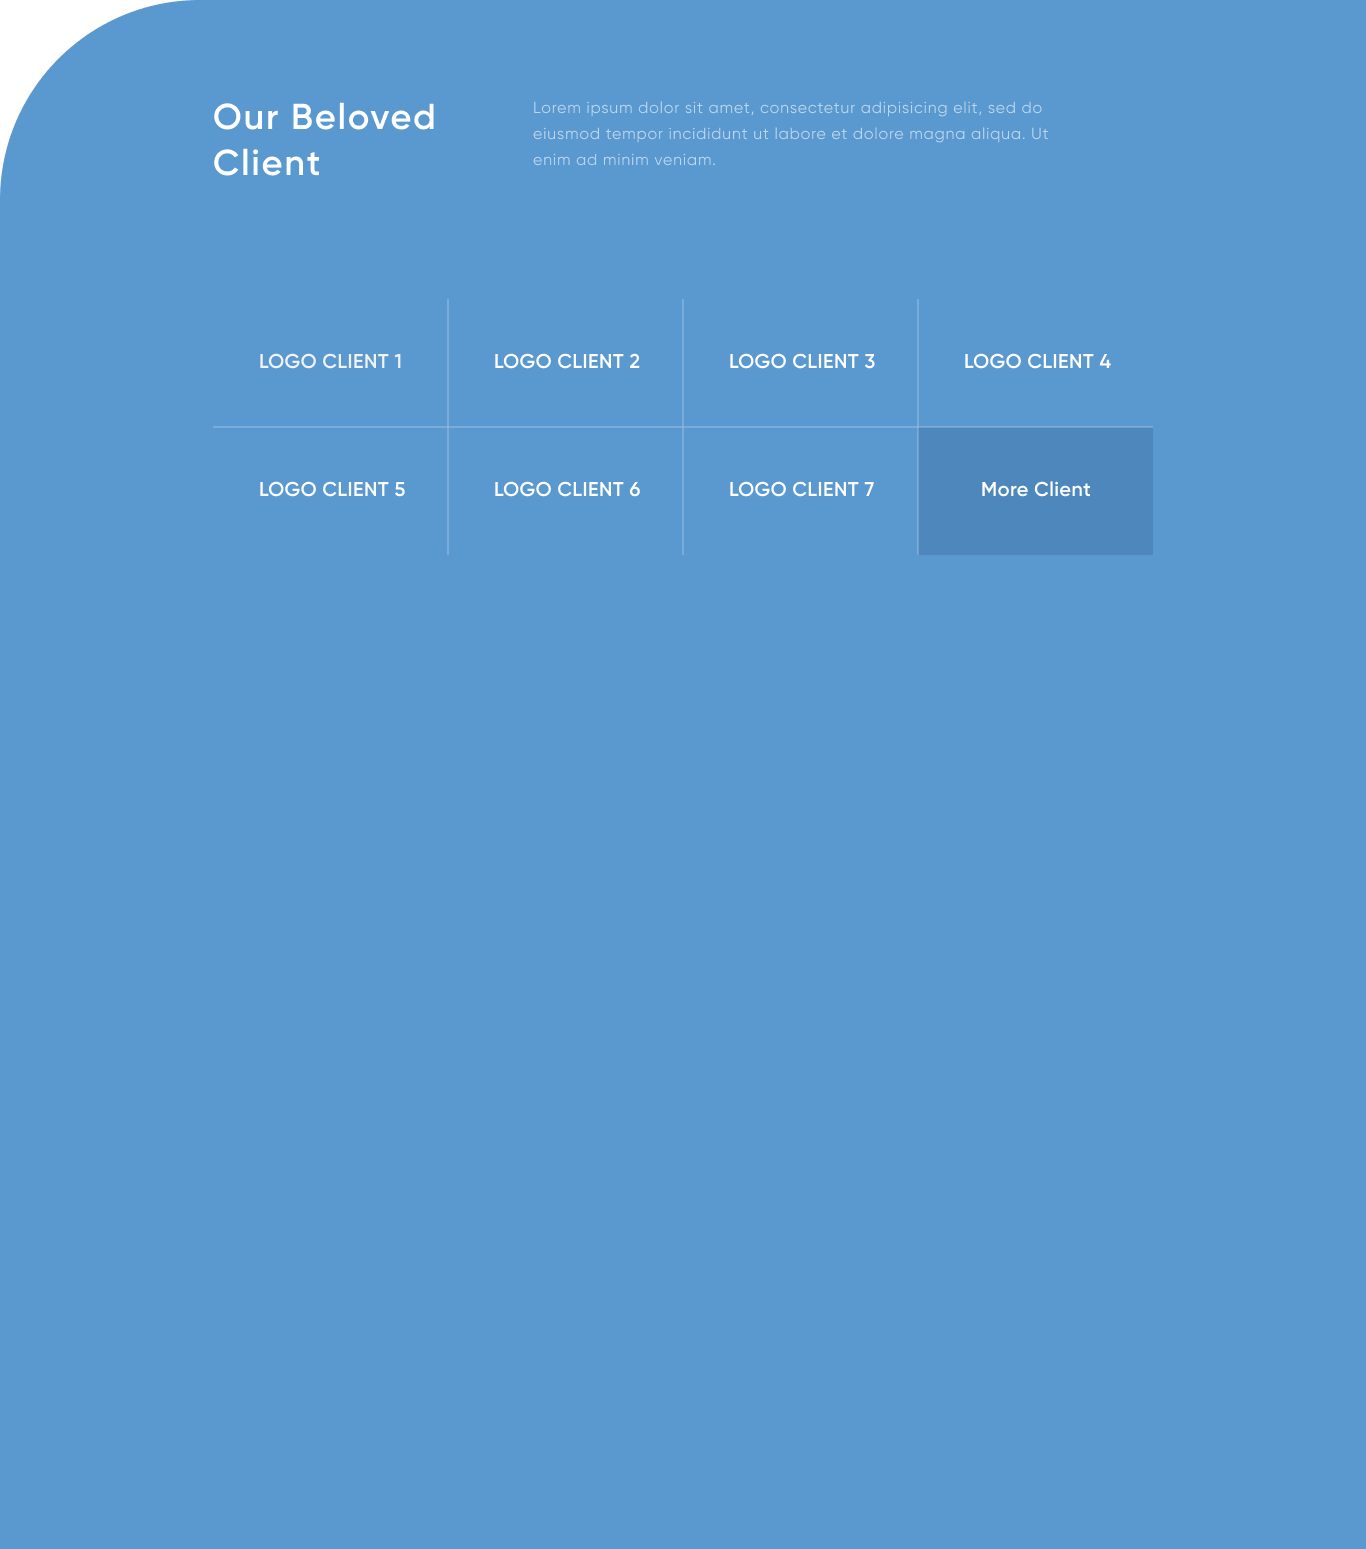 Our Beloved
Client
Lorem ipsum dolor sit amet, consectetur adipisicing elit, sed do
eiusmod tempor incididunt ut labore et dolore magna aliqua. Ut
enim ad minim veniam.
LOGO CLIENT 1
LOGO CLIENT 2
LOGO CLIENT 3
LOGO CLIENT 4
LOGO CLIENT 5
LOGO CLIENT 6
LOGO CLIENT 7
More Client